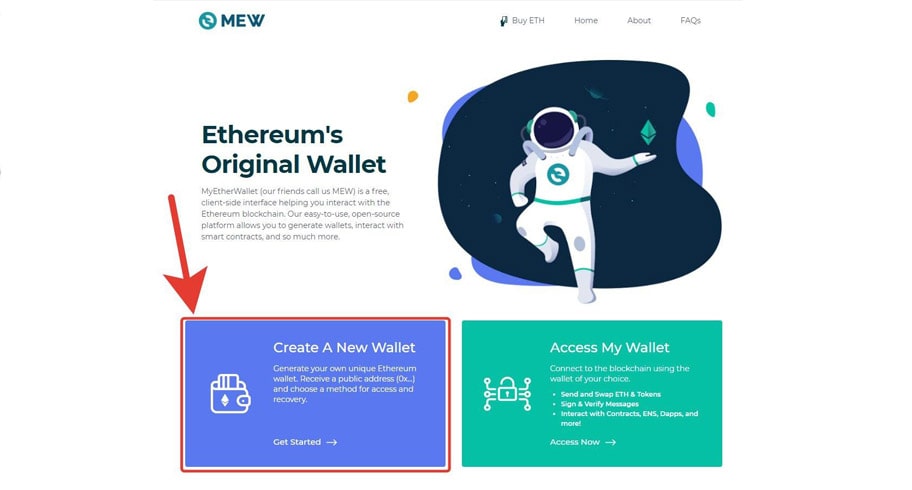 MEW
Buy ETH
Home
About
FAQs
Ethereum's
Original Wallet
MyEtherWallet (our friends call us MEW) is a free,
client-side interface helping you interact with the
Ethereum blockchain. Our easy-to-use, open-source
platform allows you to generate wallets, interact with
smart contracts, and so much more.
Create A New Wallet
Generate your own unique Ethereum
wallet. Receive a public address (0x...)
and choose a method for access and
recovery.
Get Started
Access My Wallet
Connect to the blockchain using the
wallet of your choice.
• Send and Swap ETH & Tokens
• Sign & Verify Messages
• Interact with Contracts, ENS, Dapps, and
more!
Access Now